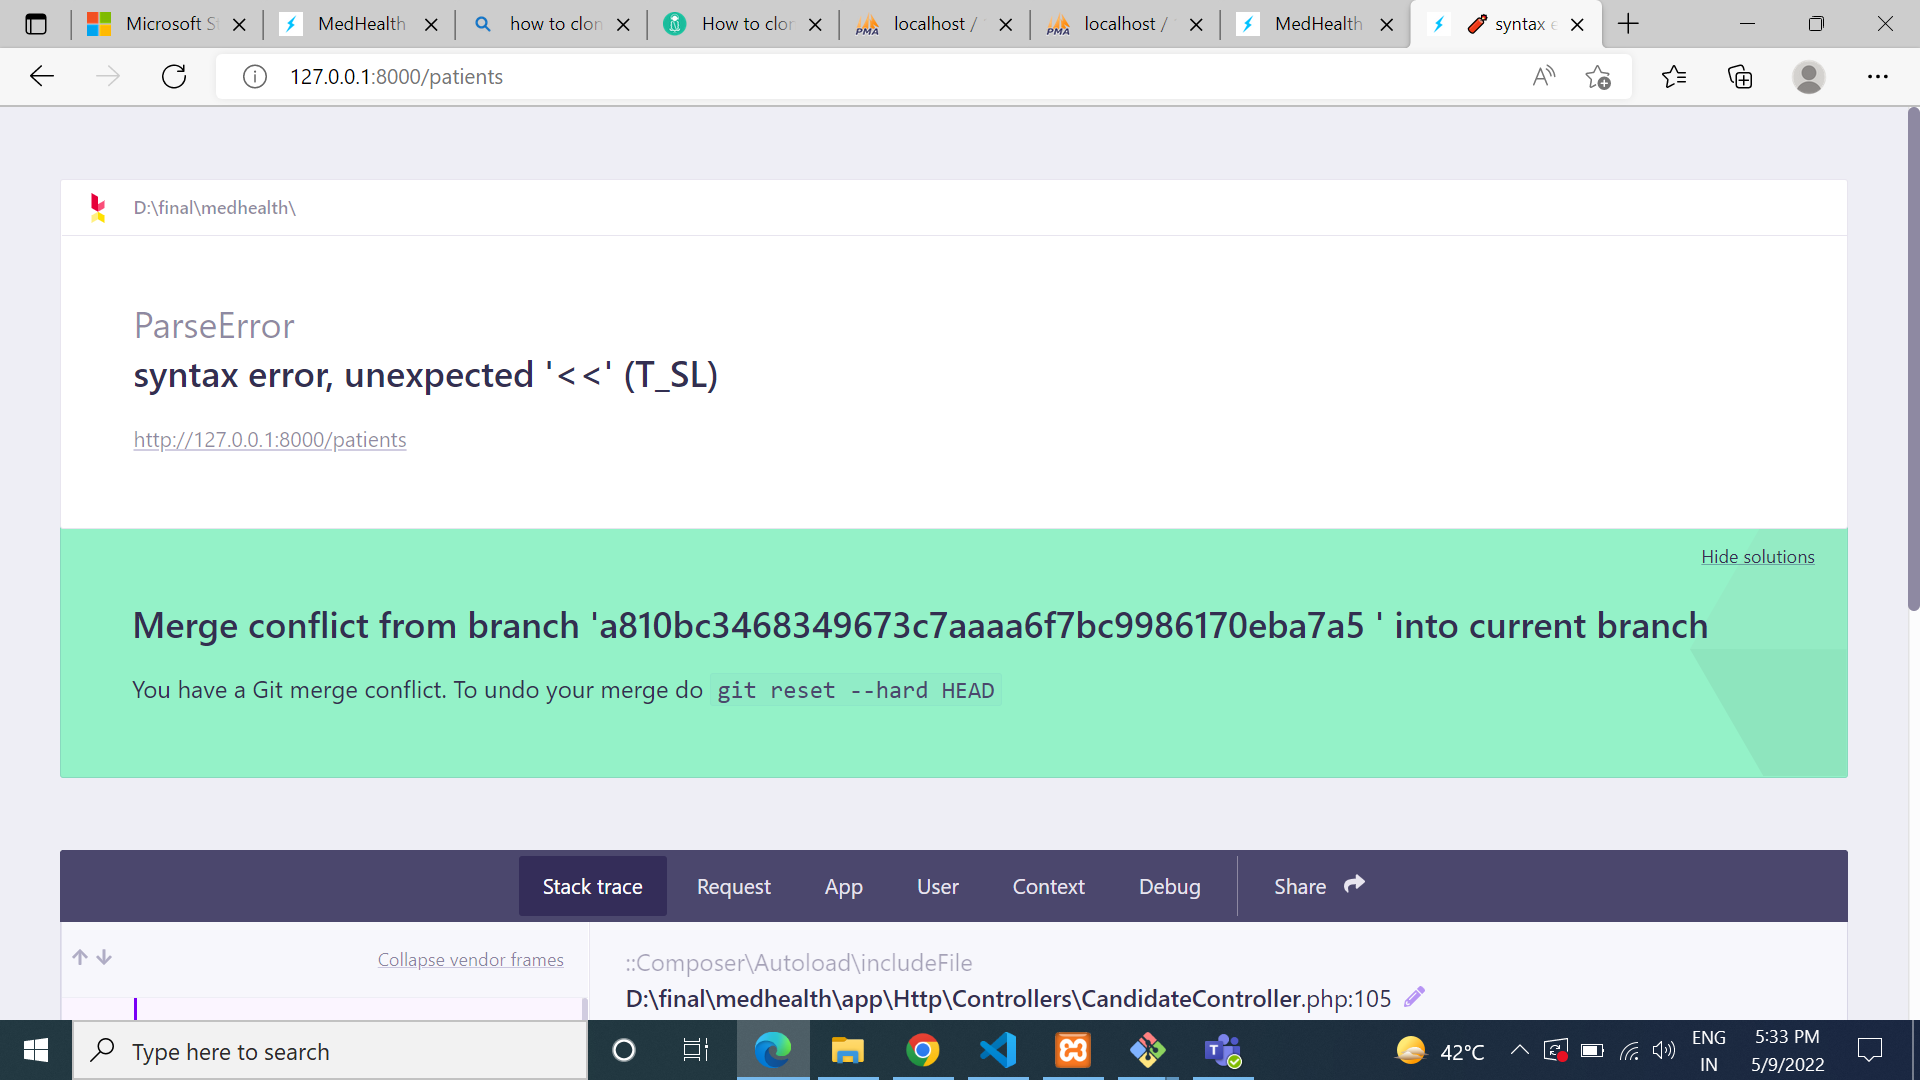 Microsoft St
MedHealth
how to clon
How to clon
localhost /
localhost /
MedHealth
syntax e
127.0.0.1:8000/patients
D:\final\medhealth\
ParseError
syntax error, unexpected '<<' (T_SL)
http://127.0.0.1:8000/patients
Hide solutions
Merge conflict from branch 'a810bc3468349673c7aaaa6f7bc9986170eba7a5 ' into current branch
You have a Git merge conflict. To undo your merge do git reset --hard HEAD
Stack trace
Request
App
User
Context
Debug
Share
Collapse vendor frames
::Composer\Autoload\includeFile
D:\final\medhealth\app\Http\Controllers\CandidateController.php:105
Type here to search
42°C
ENG
IN
5:33 PM
5/9/2022